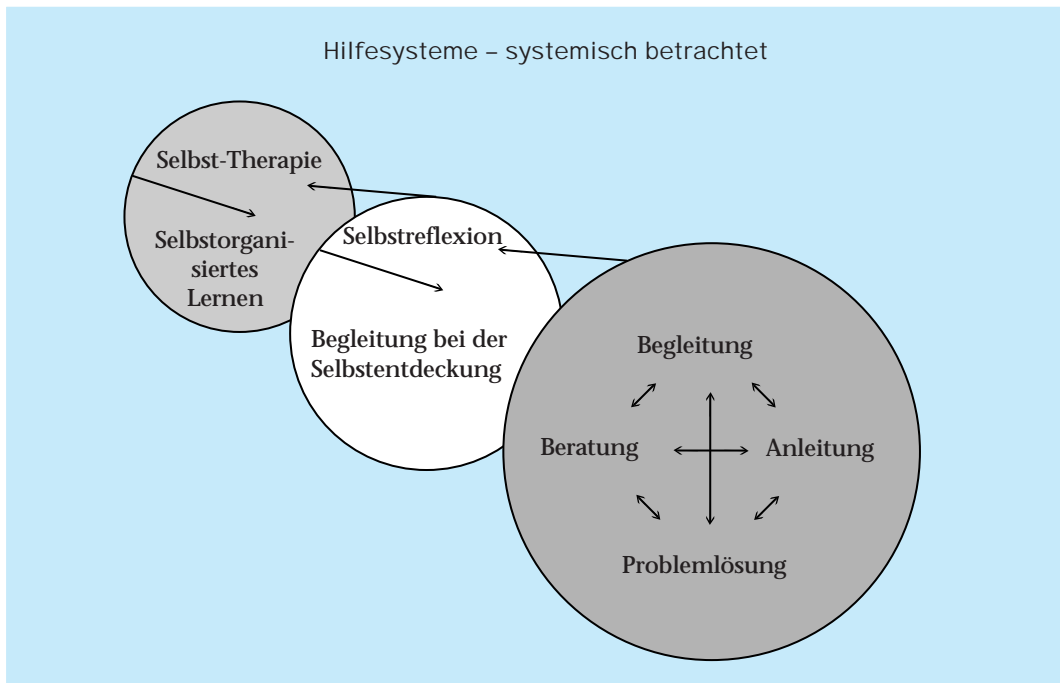 Hilfesysteme – systemisch betrachtet
Selbst-Therapie
Selbstorgani-
siertes
Lernen
Selbstreflexion
Begleitung bei der
Selbstentdeckung
Begleitung
Beratung
Anleitung
Problemlösung